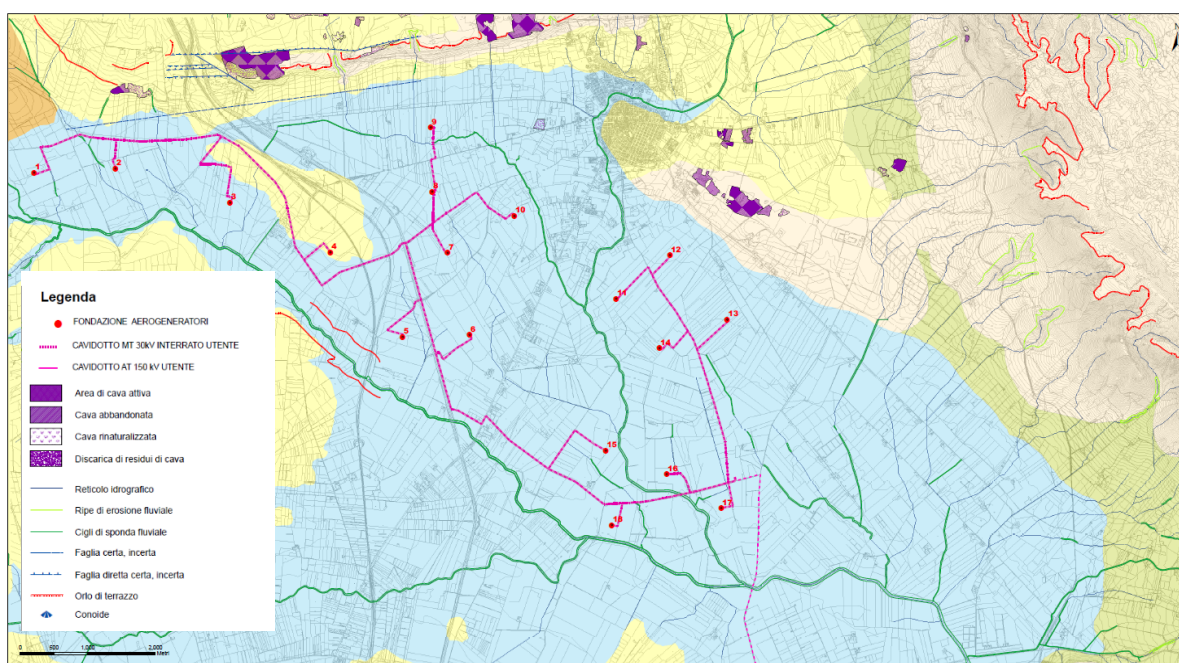 N
9
1
2
3
8
10
4
7
12
11
13
5
6
14
15
16
17
18
Legenda
FONDAZIONE AEROGENERATORI
CAVIDOTTO MT 30kV INTERRATO UTENTE
CAVIDOTTO AT 150 kV UTENTE
Area di cava attiva
Cava abbandonata
Cava rinaturalizzata
Discarica di residui di cava
Reticolo idrografico
Ripe di erosione fluviale
Cigli di sponda fluviale
Faglia certa, incerta
Faglia diretta certa, incerta
Orlo di terrazzo
Conoide
0 500 1.000 2.000
Metri